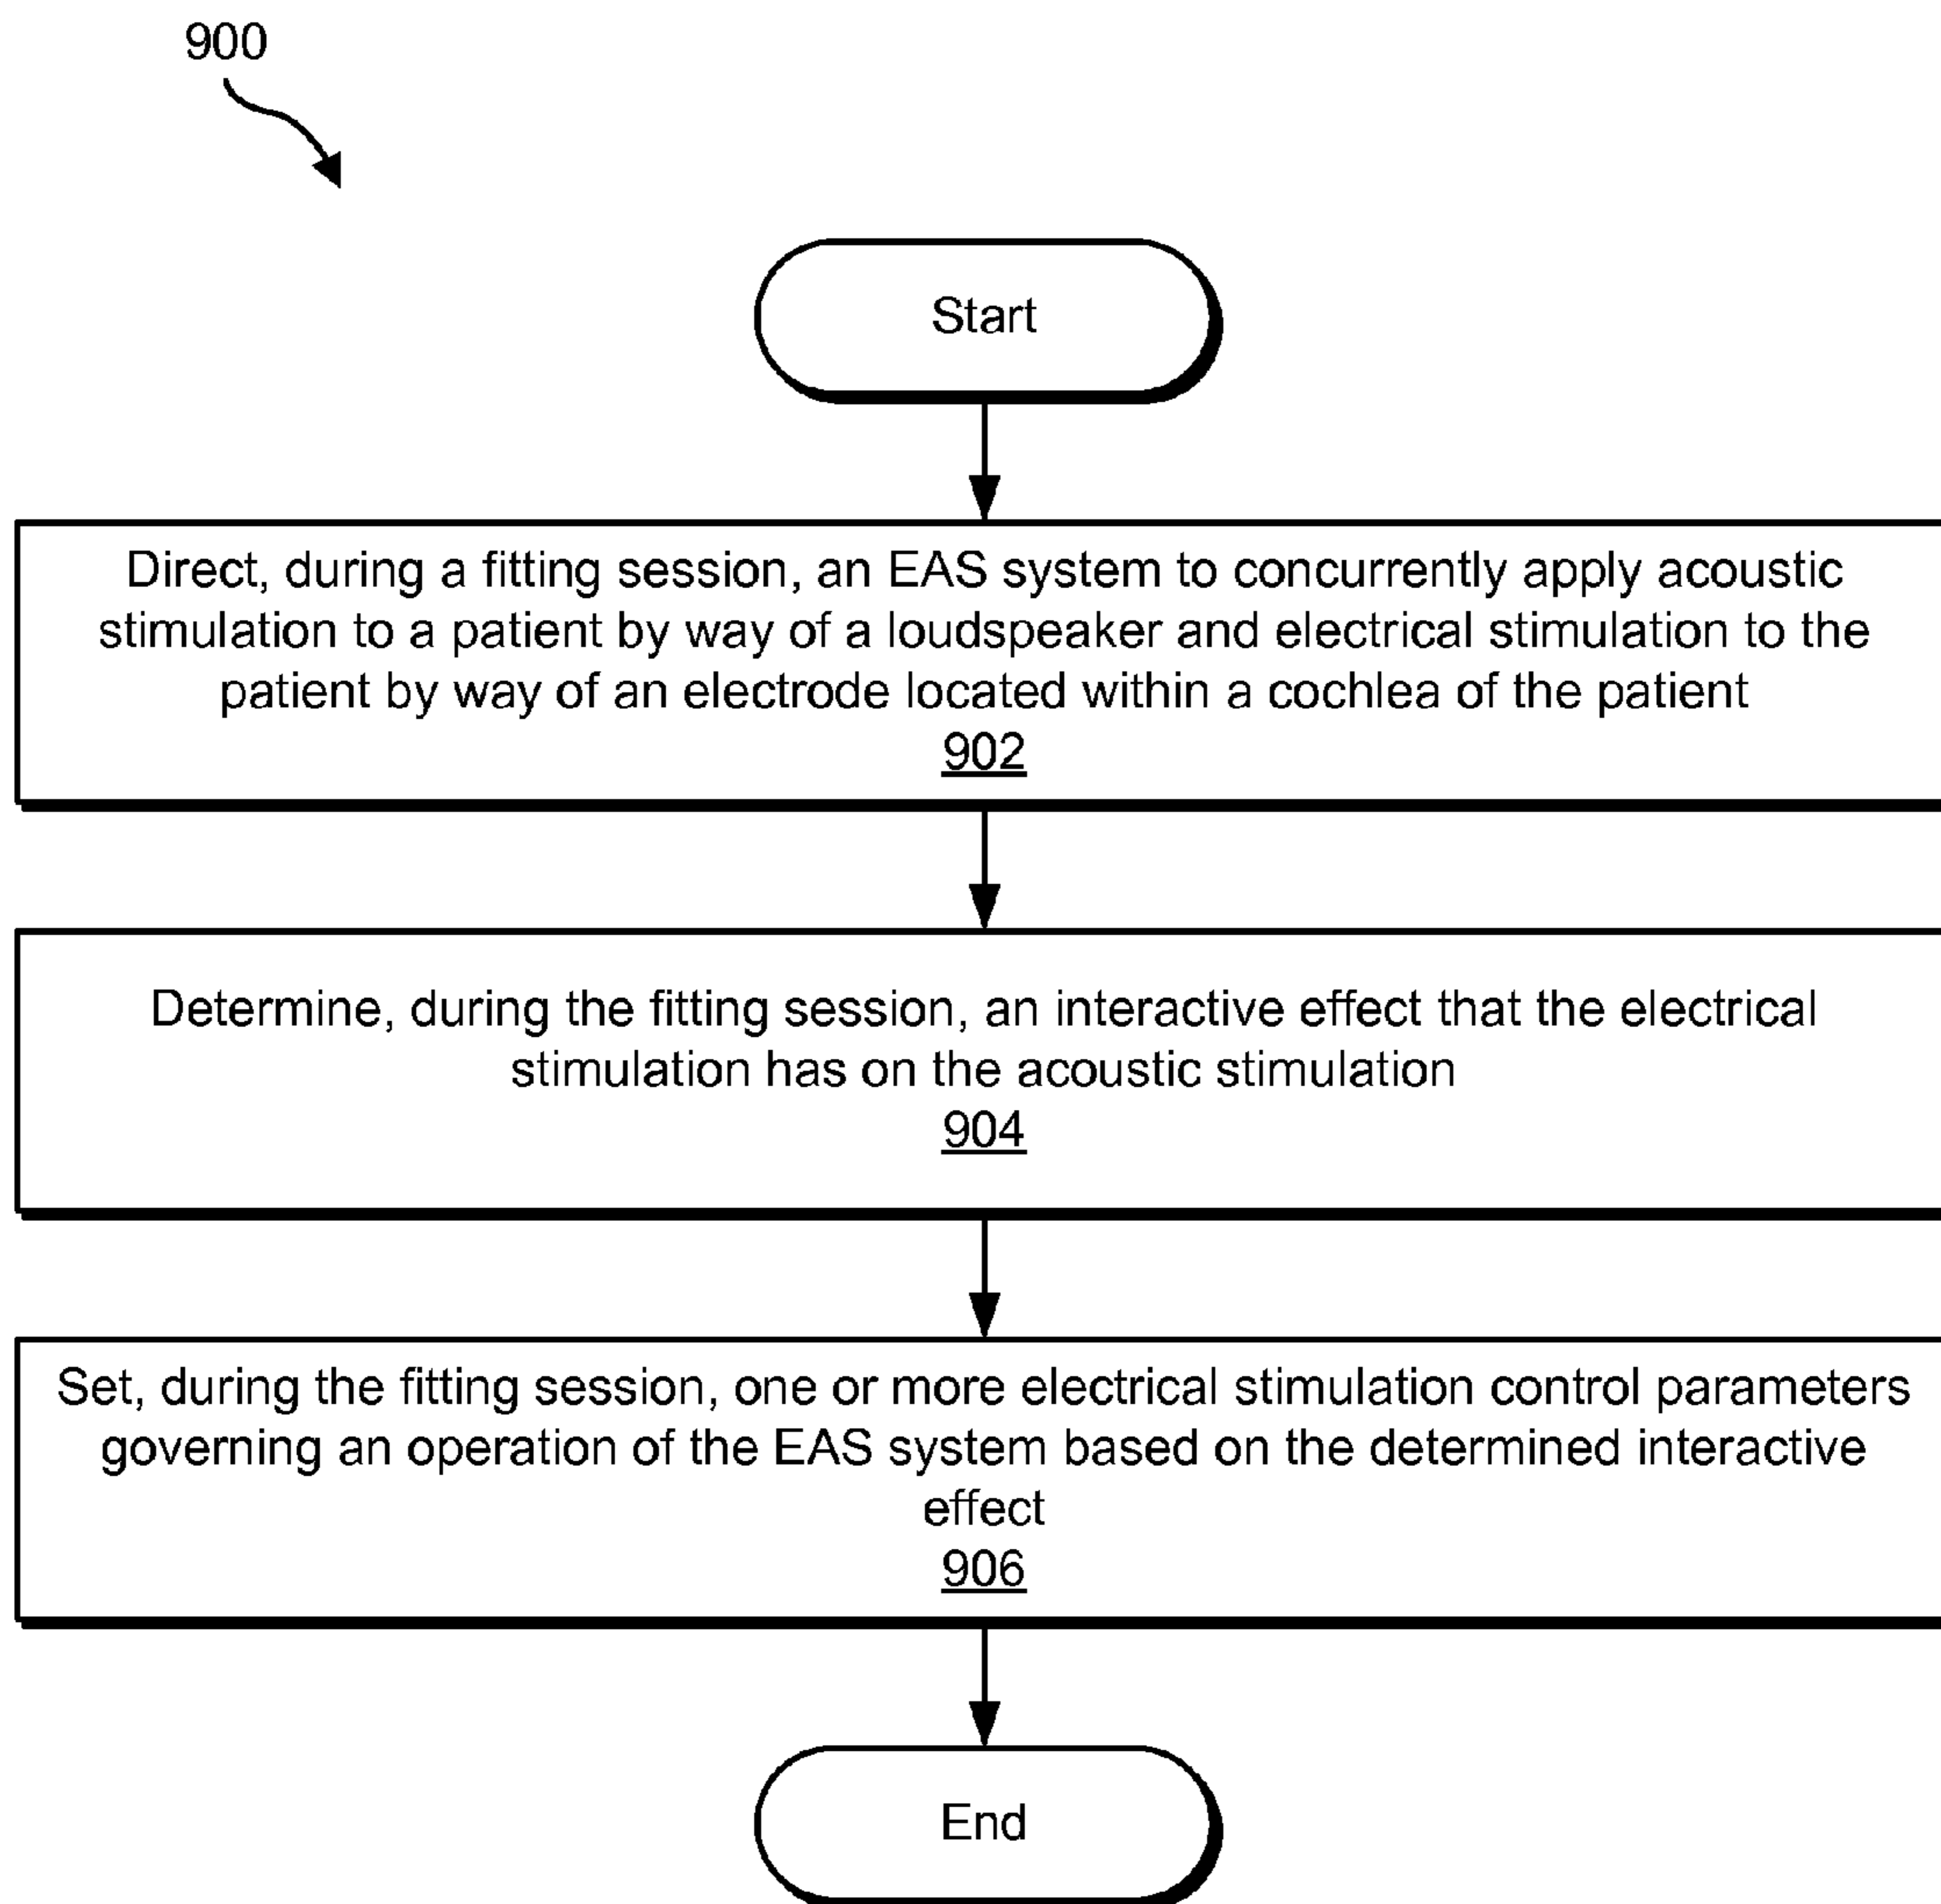 900
Start
Direct, during a fitting session, an EAS system to concurrently apply acoustic
stimulation to a patient by way of a loudspeaker and electrical stimulation to the
patient by way of an electrode located within a cochlea of the patient
902
Determine, during the fitting session, an interactive effect that the electrical
stimulation has on the acoustic stimulation
904
Set, during the fitting session, one or more electrical stimulation control parameters
governing an operation of the EAS system based on the determined interactive
effect
906
End